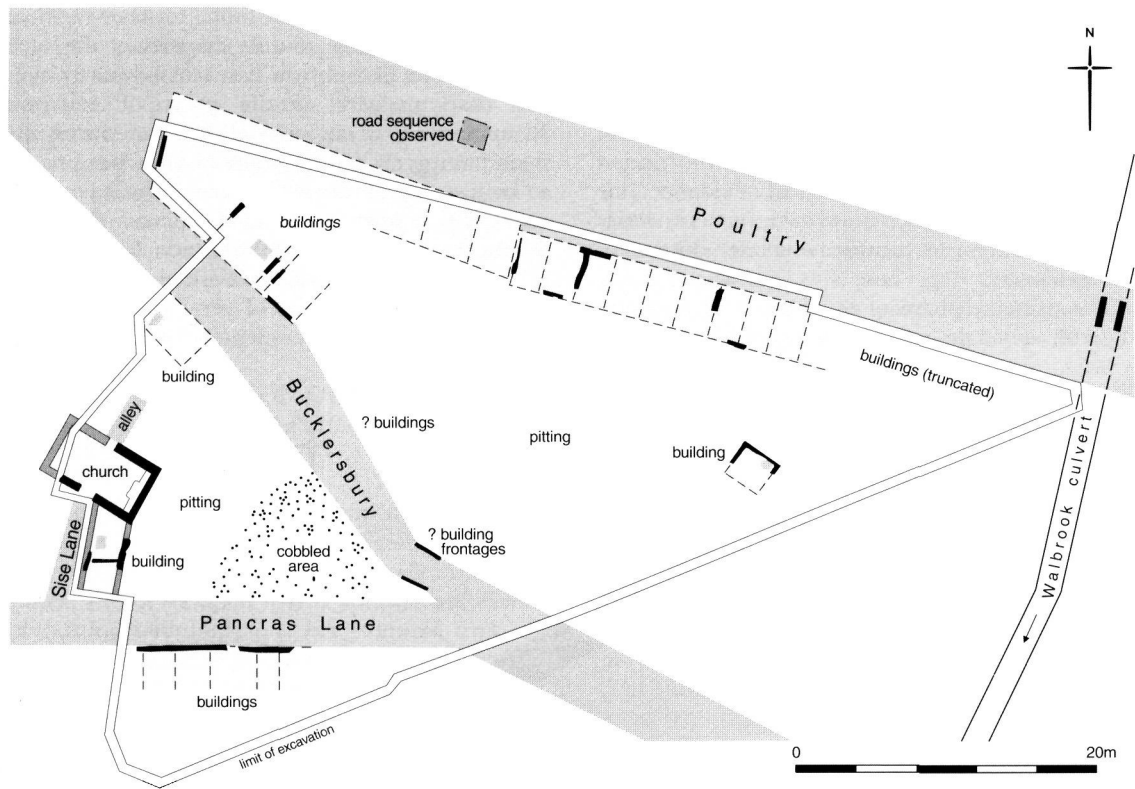 N
road sequence
observed
Poultry
buildings
buildings (truncated)
building
Bucklersbury
? buildings
pitting
building
alley
church
pitting
Walbrook culvert
? building
frontages
cobbled
area
building
Sise Lane
Pancras Lane
buildings
limit of excavation
0 20m